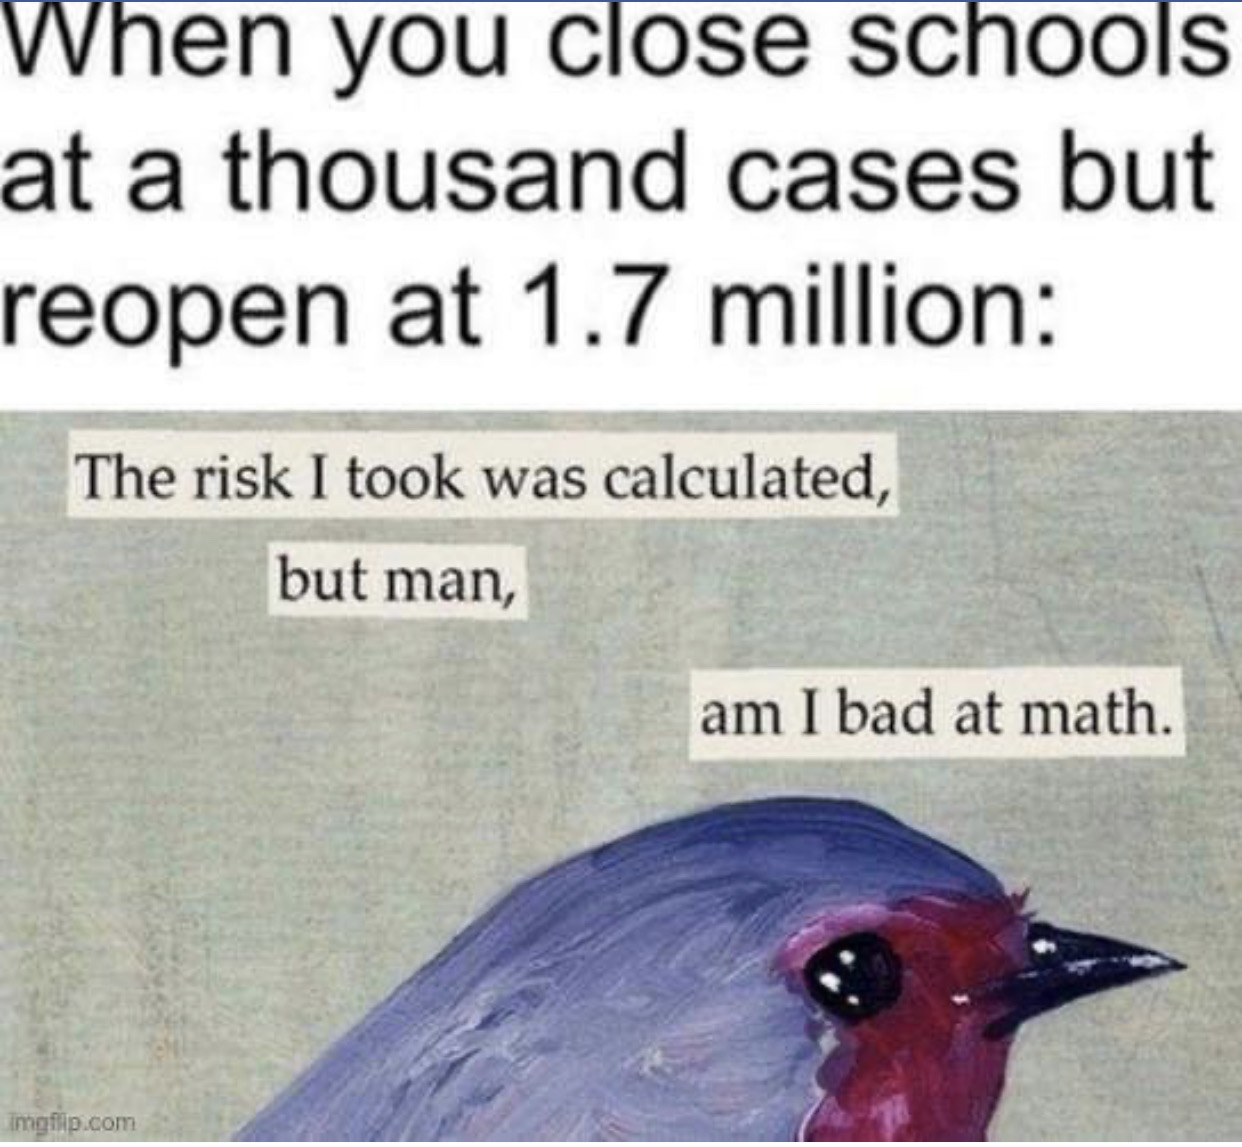 When you close schools
at a thousand cases but
reopen at 1.7 million:
The risk I took was calculated,
but man,
am I bad at math.
imgflip.com